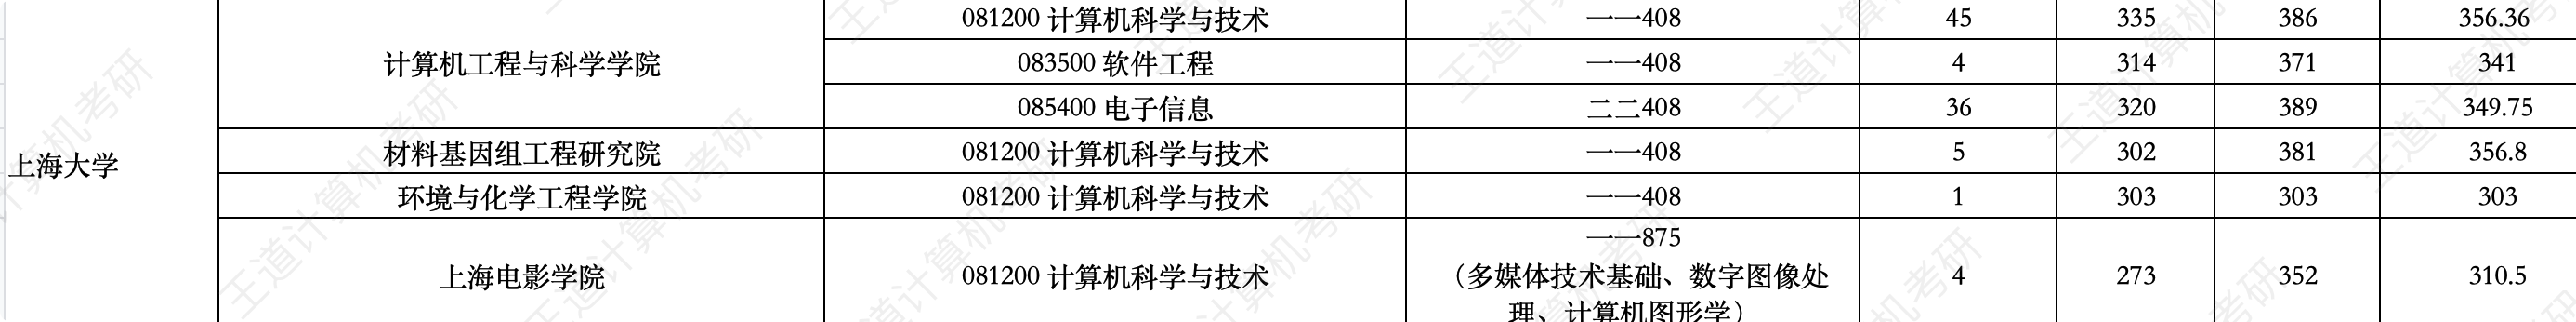 081200 计算机科学与技术 一一408 45 335 386 356.36
计算机工程与科学学院 083500 软件工程 一一408 4 314 371 341
085400 电子信息 二二408 36 320 389 349.75
上海大学
材料基因组工程研究院 081200 计算机科学与技术 一一408 5 302 381 356.8
环境与化学工程学院 081200 计算机科学与技术 一一408 1 303 303 303
一一875
上海电影学院 081200 计算机科学与技术 （多媒体技术基础、数字图像处 4 273 352 310.5
理、计算机图形学）
王道计算机考研